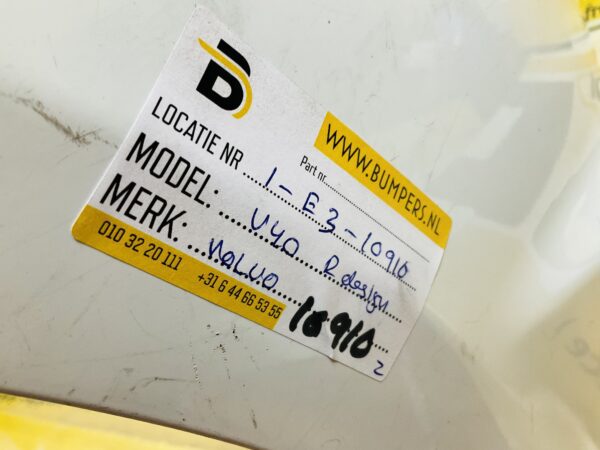 B
WWW.BUMPERS.NL
Part nr.
LOCATIE NR 1-E3-10910
MODEL: V40 R design
MERK: VOLVO
010 32 20 111 +31 6 44 66 53 55
10910
2